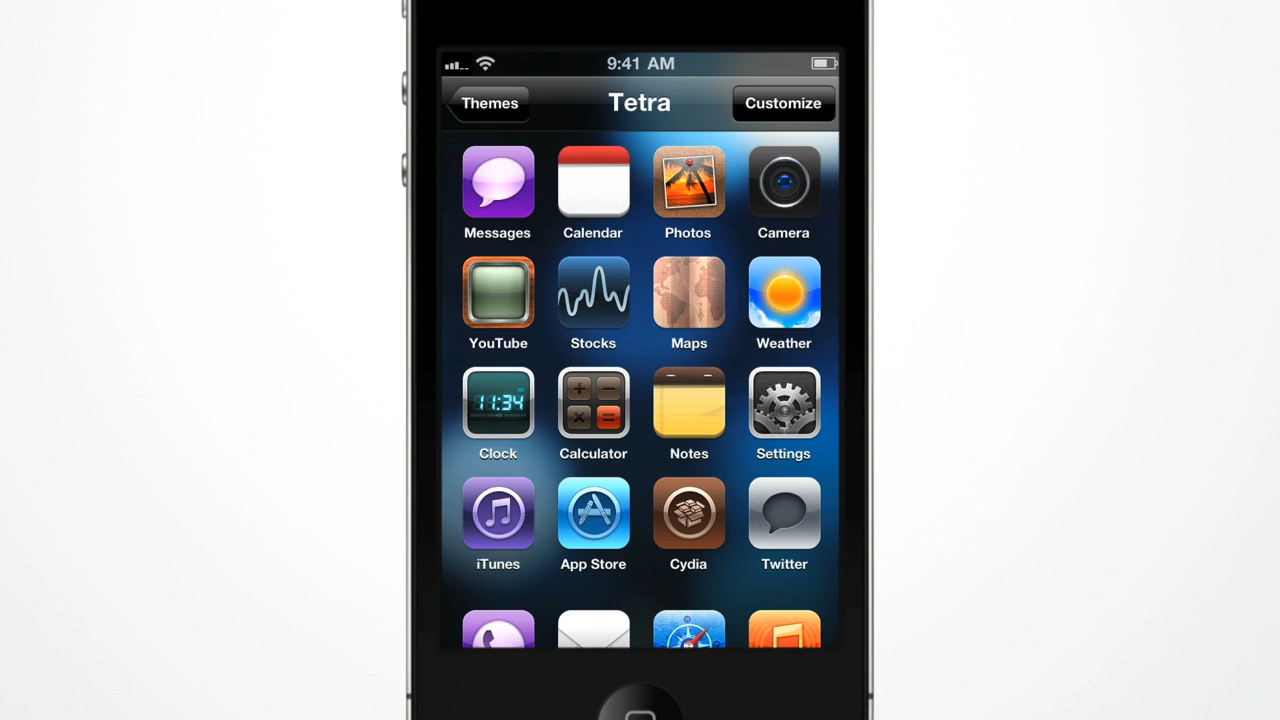 9:41 AM
Themes Tetra Customize
Messages Calendar Photos Camera
YouTube Stocks Maps Weather
11:34
Clock Calculator Notes Settings
iTunes App Store Cydia Twitter